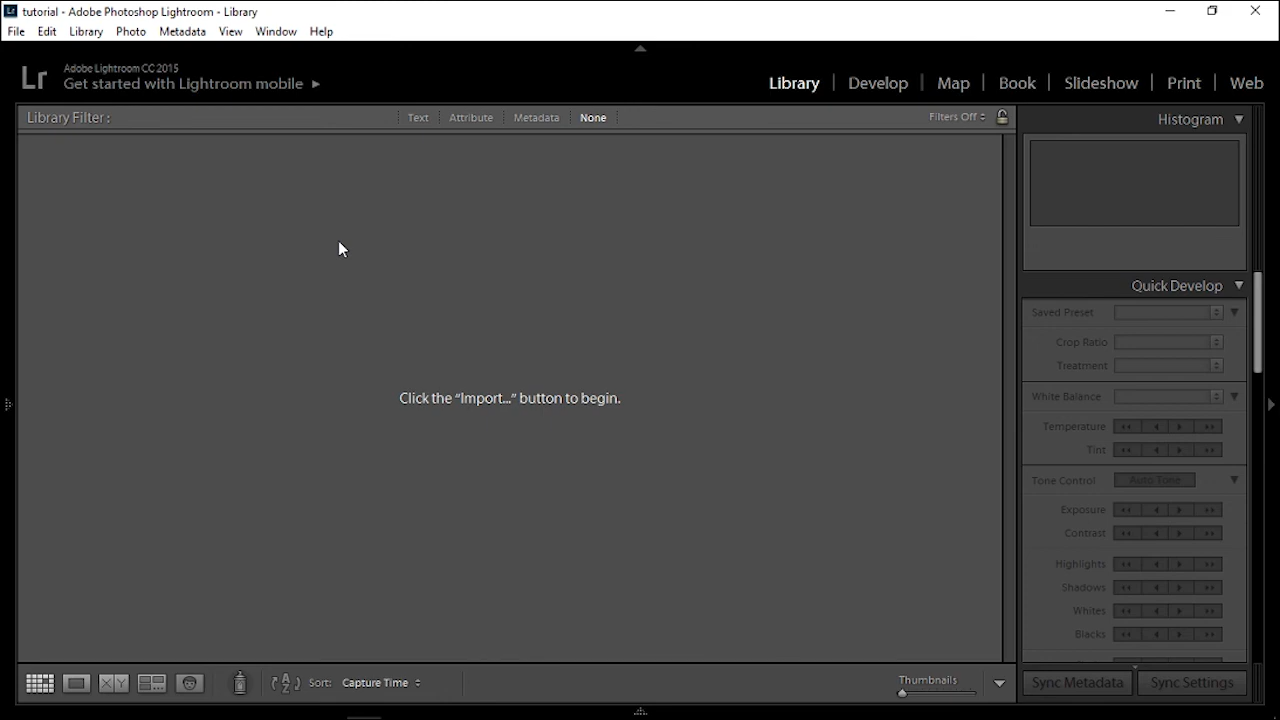 Lr tutorial - Adobe Photoshop Lightroom - Library
File Edit Library Photo Metadata View Window Help
Lr Adobe Lightroom CC 2015
Get started with Lightroom mobile
Library Develop Map Book Slideshow Print Web
Library Filter : Text Attribute Metadata None Filters Off
Histogram
Quick Develop
Saved Preset
Crop Ratio
Treatment
White Balance
Temperature
Tint
Tone Control Auto Tone
Exposure
Contrast
Highlights
Shadows
Whites
Blacks
Click the “Import...” button to begin.
XY AZ Sort: Capture Time Thumbnails
Sync Metadata Sync Settings